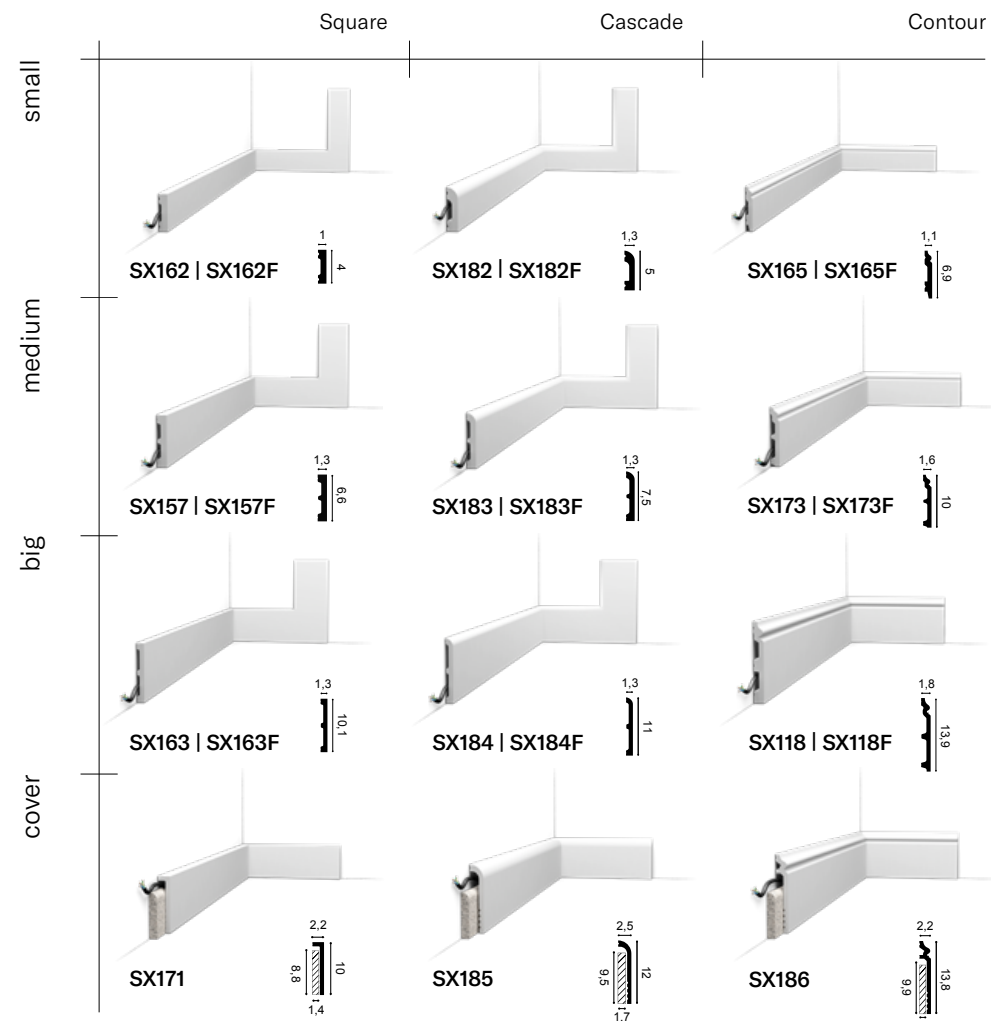 Square Cascade Contour
small
1 1,3 1,1
4 5 6,9
SX162 | SX162F SX182 | SX182F SX165 | SX165F
medium
1,3 1,3 1,6
6,6 7,5 10
SX157 | SX157F SX183 | SX183F SX173 | SX173F
big
1,3 1,3 1,8
10,1 11 13,9
SX163 | SX163F SX184 | SX184F SX118 | SX118F
cover
2,2 2,5 2,2
8,8 10 9,5 12 9,9 13,8
SX171 SX185 SX186
1,4 1,7